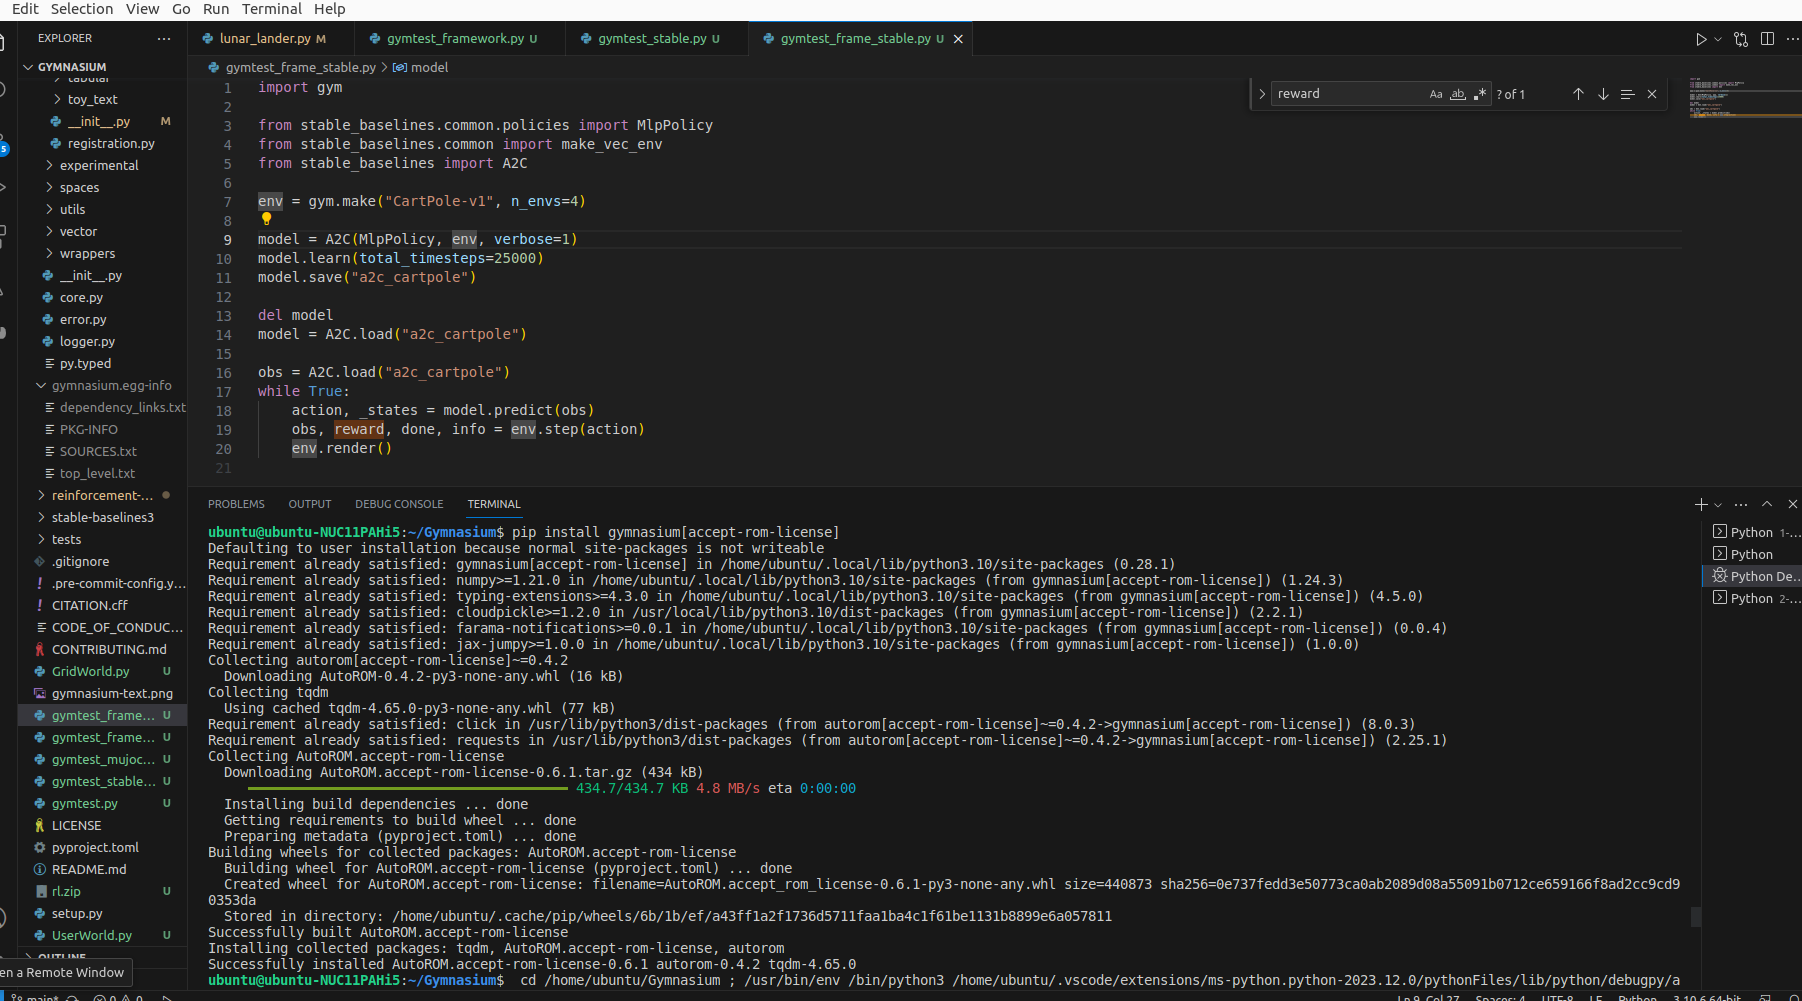 Edit Selection View Go Run Terminal Help
EXPLORER ···
GYMNASIUM
tabular
toy_text
__init__.py M
registration.py
experimental
spaces
utils
vector
wrappers
__init__.py
core.py
error.py
logger.py
py.typed
gymnasium.egg-info
dependency_links.txt
PKG-INFO
SOURCES.txt
top_level.txt
reinforcement-...
stable-baselines3
tests
.gitignore
.pre-commit-config.y...
CITATION.cff
CODE_OF_CONDUC...
CONTRIBUTING.md
GridWorld.py U
gymnasium-text.png
gymtest_frame... U
gymtest_frame... U
gymtest_mujoc... U
gymtest_stable... U
gymtest.py U
LICENSE
pyproject.toml
README.md
rl.zip U
setup.py
UserWorld.py U
OUTLINE
en a Remote Window
5
lunar_lander.py M gymtest_framework.py U gymtest_stable.py U gymtest_frame_stable.py U
gymtest_frame_stable.py > model
reward Aa ab ? of 1
1 import gym
2
3 from stable_baselines.common.policies import MlpPolicy
4 from stable_baselines.common import make_vec_env
5 from stable_baselines import A2C
6
7 env = gym.make("CartPole-v1", n_envs=4)
8
9 model = A2C(MlpPolicy, env, verbose=1)
10 model.learn(total_timesteps=25000)
11 model.save("a2c_cartpole")
12
13 del model
14 model = A2C.load("a2c_cartpole")
15
16 obs = A2C.load("a2c_cartpole")
17 while True:
18 action, _states = model.predict(obs)
19 obs, reward, done, info = env.step(action)
20 env.render()
21
PROBLEMS OUTPUT DEBUG CONSOLE TERMINAL
ubuntu@ubuntu-NUC11PAHi5:~/Gymnasium$ pip install gymnasium[accept-rom-license]
Defaulting to user installation because normal site-packages is not writeable
Requirement already satisfied: gymnasium[accept-rom-license] in /home/ubuntu/.local/lib/python3.10/site-packages (0.28.1)
Requirement already satisfied: numpy>=1.21.0 in /home/ubuntu/.local/lib/python3.10/site-packages (from gymnasium[accept-rom-license]) (1.24.3)
Requirement already satisfied: typing-extensions>=4.3.0 in /home/ubuntu/.local/lib/python3.10/site-packages (from gymnasium[accept-rom-license]) (4.5.0)
Requirement already satisfied: cloudpickle>=1.2.0 in /usr/local/lib/python3.10/dist-packages (from gymnasium[accept-rom-license]) (2.2.1)
Requirement already satisfied: farama-notifications>=0.0.1 in /home/ubuntu/.local/lib/python3.10/site-packages (from gymnasium[accept-rom-license]) (0.0.4)
Requirement already satisfied: jax-jumpy>=1.0.0 in /home/ubuntu/.local/lib/python3.10/site-packages (from gymnasium[accept-rom-license]) (1.0.0)
Collecting autorom[accept-rom-license]~=0.4.2
Downloading AutoROM-0.4.2-py3-none-any.whl (16 kB)
Collecting tqdm
Using cached tqdm-4.65.0-py3-none-any.whl (77 kB)
Requirement already satisfied: click in /usr/lib/python3/dist-packages (from autorom[accept-rom-license]~=0.4.2->gymnasium[accept-rom-license]) (8.0.3)
Requirement already satisfied: requests in /usr/lib/python3/dist-packages (from autorom[accept-rom-license]~=0.4.2->gymnasium[accept-rom-license]) (2.25.1)
Collecting AutoROM.accept-rom-license
Downloading AutoROM.accept-rom-license-0.6.1.tar.gz (434 kB)
434.7/434.7 KB 4.8 MB/s eta 0:00:00
Installing build dependencies ... done
Getting requirements to build wheel ... done
Preparing metadata (pyproject.toml) ... done
Building wheels for collected packages: AutoROM.accept-rom-license
Building wheel for AutoROM.accept-rom-license (pyproject.toml) ... done
Created wheel for AutoROM.accept-rom-license: filename=AutoROM.accept_rom_license-0.6.1-py3-none-any.whl size=440873 sha256=0e737fedd3e50773ca0ab2089d08a55091b0712ce659166f8ad2cc9cd9
0353da
Stored in directory: /home/ubuntu/.cache/pip/wheels/6b/1b/ef/a43ff1a2f1736d5711faa1ba4c1f61be1131b8899e6a057811
Successfully built AutoROM.accept-rom-license
Installing collected packages: tqdm, AutoROM.accept-rom-license, autorom
Successfully installed AutoROM.accept-rom-license-0.6.1 autorom-0.4.2 tqdm-4.65.0
ubuntu@ubuntu-NUC11PAHi5:~/Gymnasium$ cd /home/ubuntu/Gymnasium ; /usr/bin/env /bin/python3 /home/ubuntu/.vscode/extensions/ms-python.python-2023.12.0/pythonFiles/lib/python/debugpy/a
Python 1-...
Python
Python De...
Python 2-...
main* 0 0 Ln 9, Col 27 Spaces: 4 UTF-8 LF Python 3.10.6 64-bit